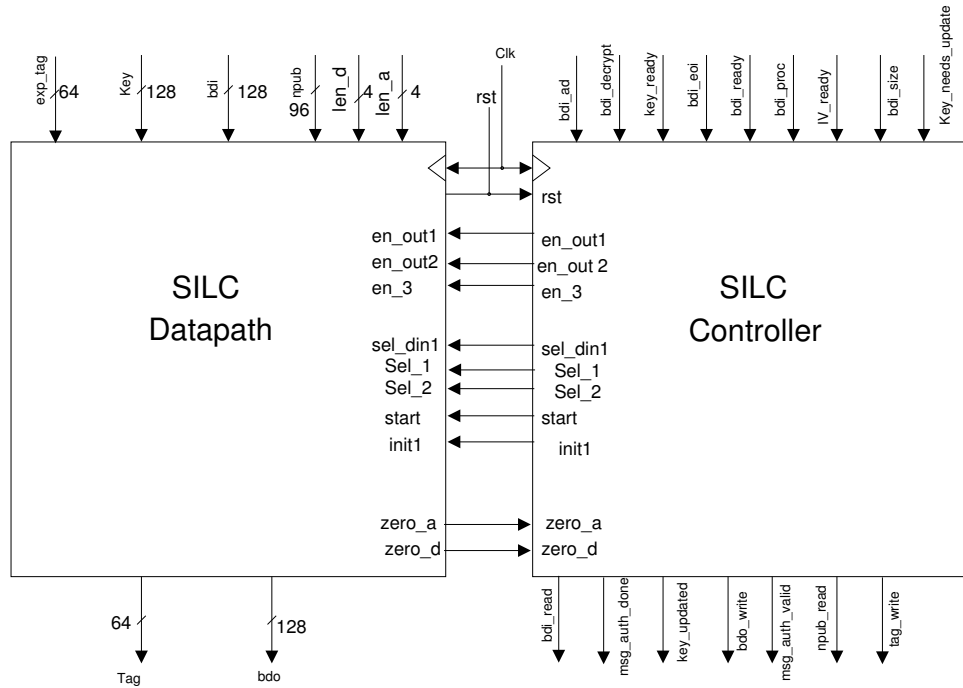 Clk
rst
exp_tag
64
Key
128
bdi
128
npub
96
len_d
4
len_a
4
bdi_ad
bdi_decrypt
key_ready
bdi_eoi
bdi_ready
bdi_proc
IV_ready
bdi_size
Key_needs_update
rst
en_out1
en_out1
en_out2
en_out 2
en_3
en_3
SILC
Datapath
SILC
Controller
sel_din1
sel_din1
Sel_1
Sel_1
Sel_2
Sel_2
start
start
init1
init1
zero_a
zero_a
zero_d
zero_d
64
Tag
128
bdo
bdi_read
msg_auth_done
key_updated
bdo_write
msg_auth_valid
npub_read
tag_write